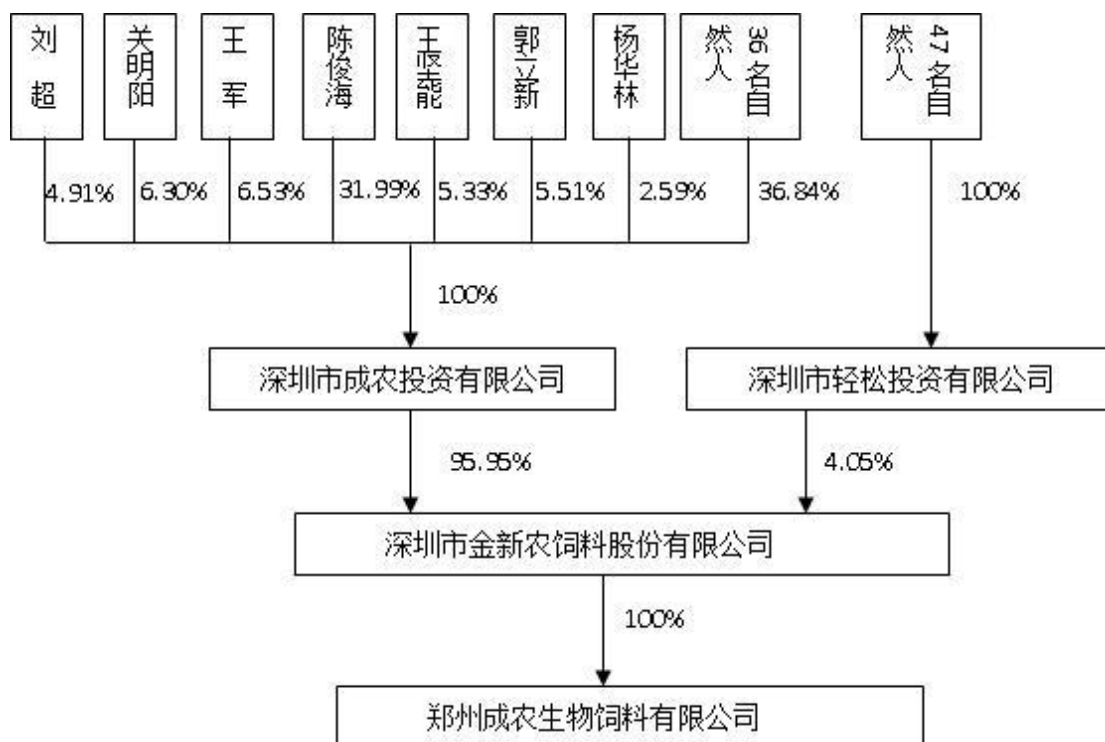 刘超
关明阳
王军
陈俊海
王坚能
郭立新
杨华林
36名自然人
47名自然人
4.91%
6.30%
6.53%
31.99%
5.33%
5.51%
2.59%
36.84%
100%
100%
深圳市成农投资有限公司
深圳市轻松投资有限公司
95.95%
4.05%
深圳市金新农饲料股份有限公司
100%
郑州成农生物饲料有限公司